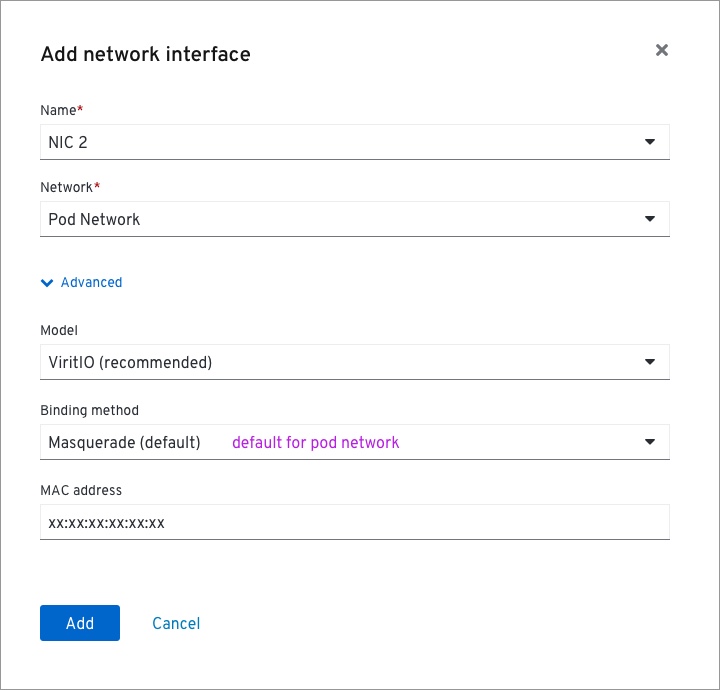 Add network interface
Name*
NIC 2
Network*
Pod Network
Advanced
Model
ViritIO (recommended)
Binding method
Masquerade (default) default for pod network
MAC address
xx:xx:xx:xx:xx:xx
Add Cancel